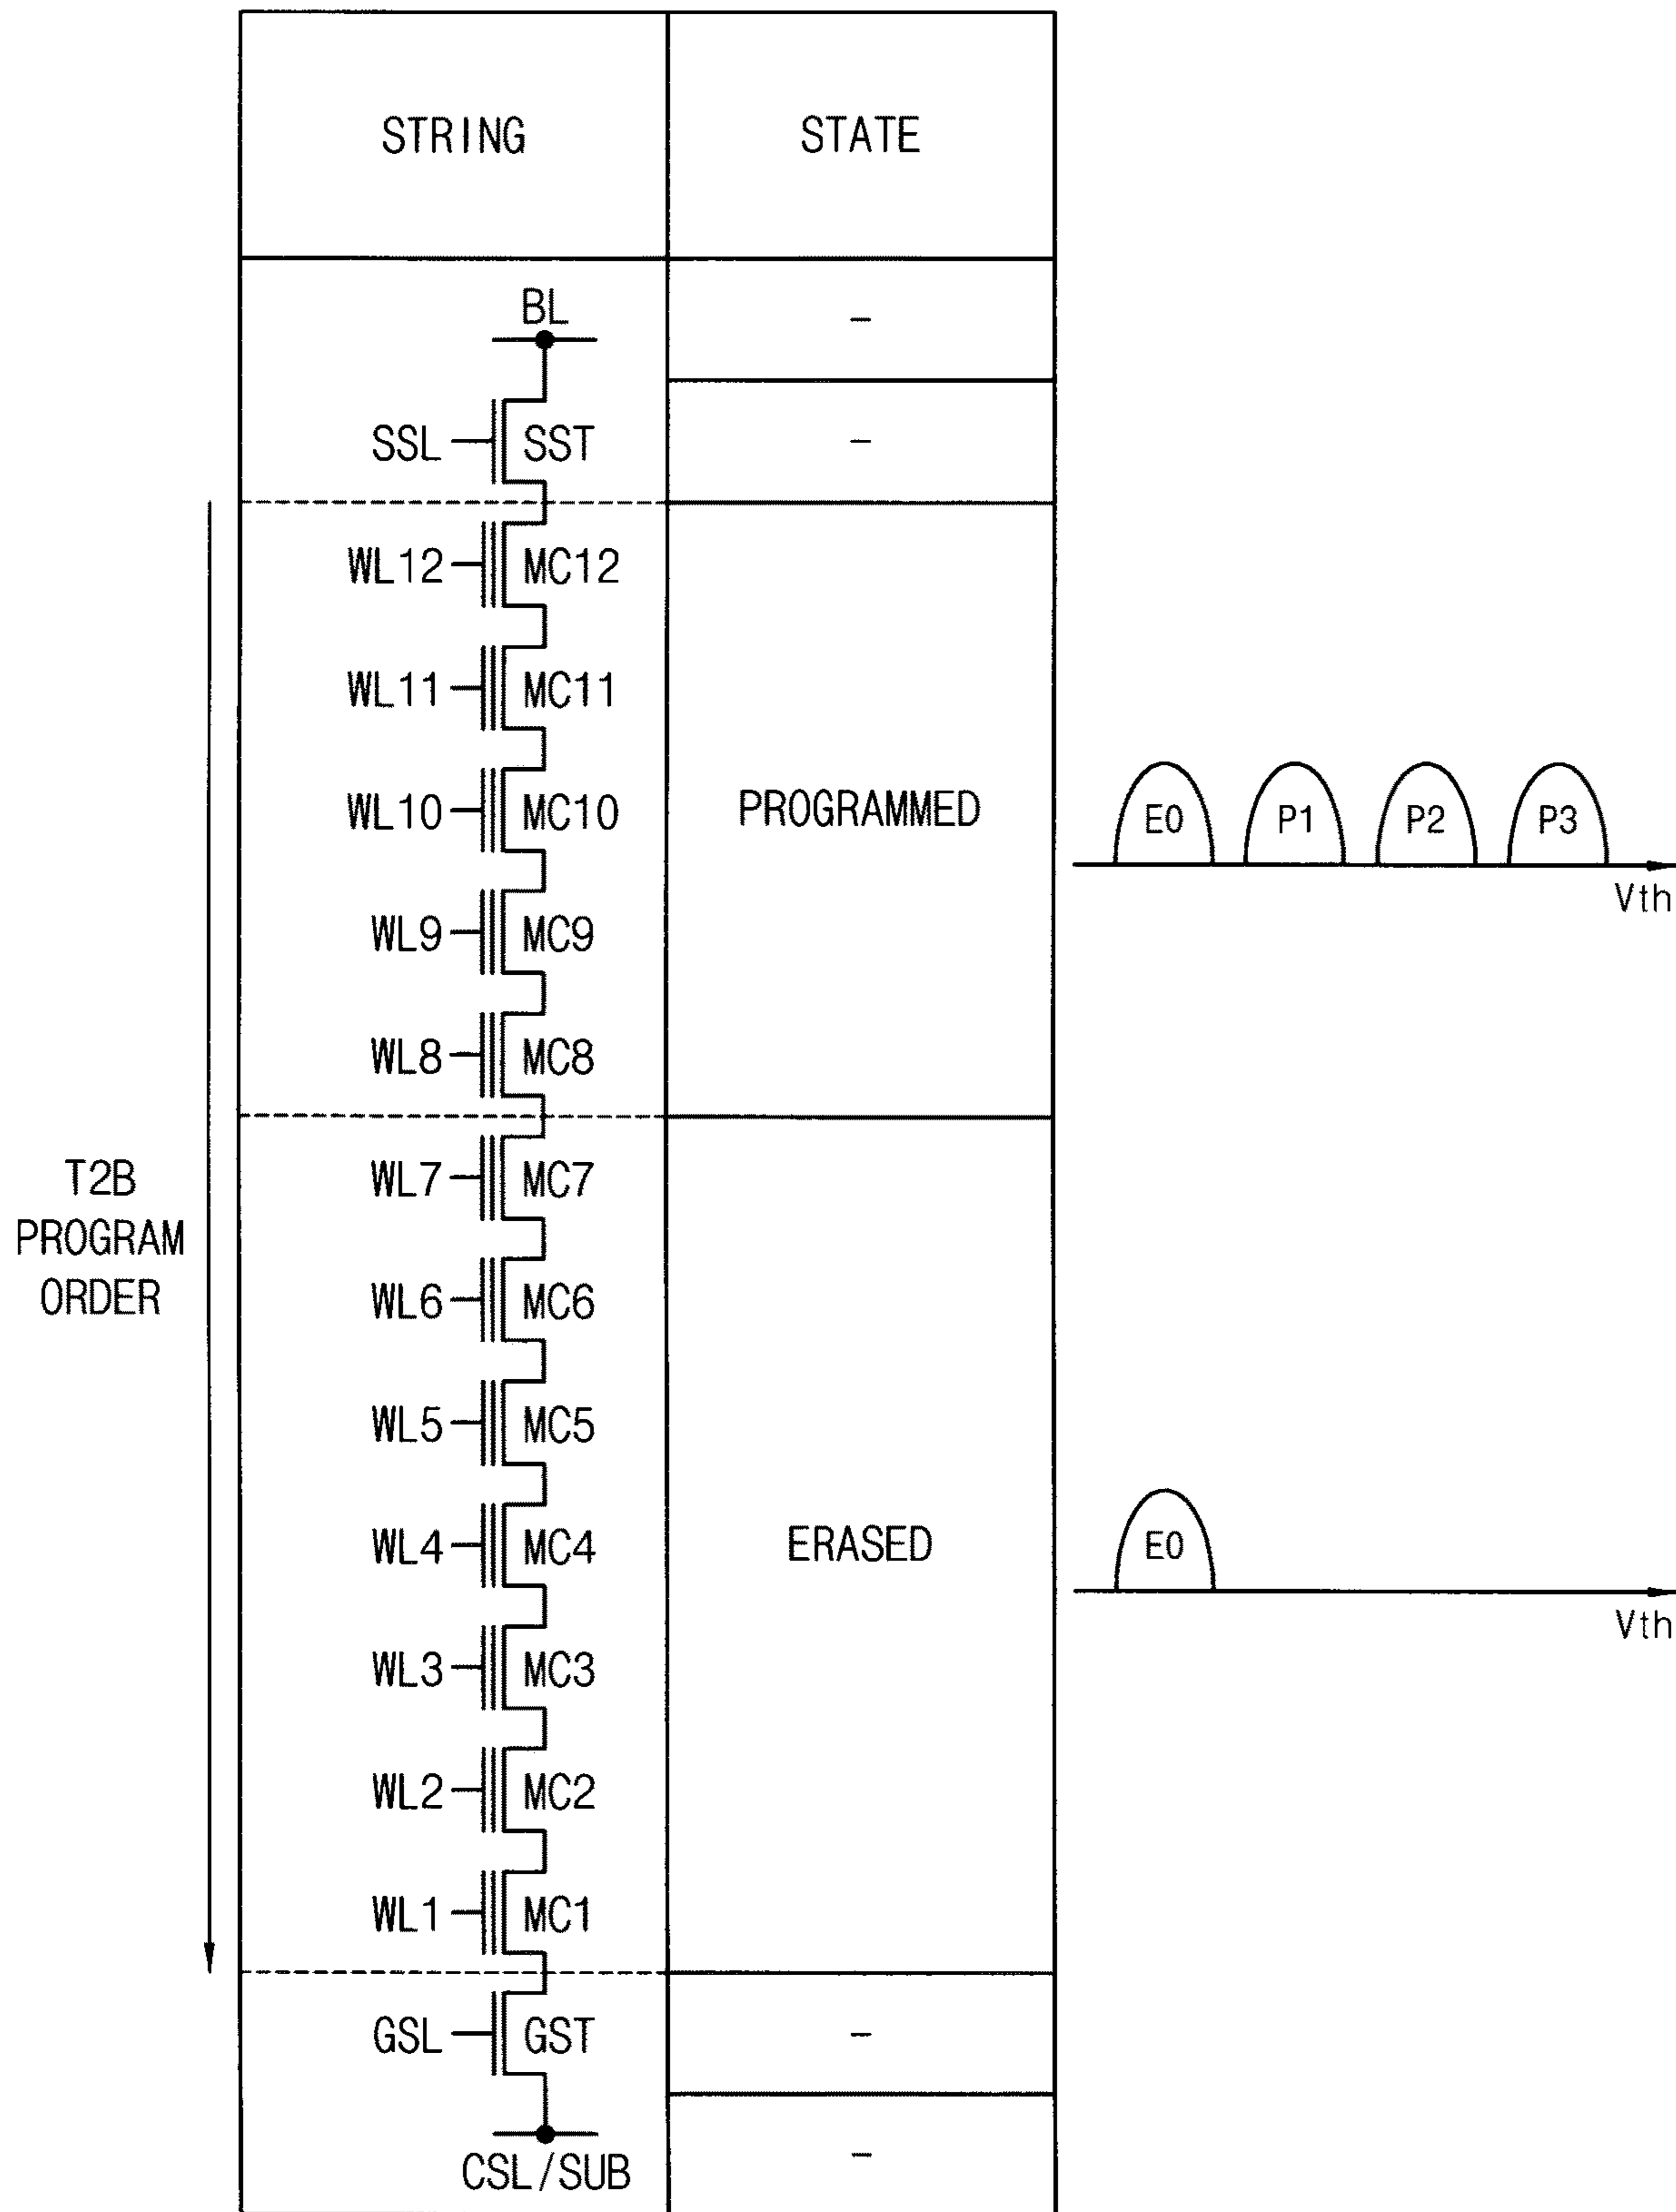 STRING STATE
BL -
SSL SST -
WL12 MC12
WL11 MC11
WL10 MC10 PROGRAMMED E0 P1 P2 P3
Vth
WL9 MC9
WL8 MC8
T2B
PROGRAM
ORDER
WL7 MC7
WL6 MC6
WL5 MC5
WL4 MC4 ERASED E0
Vth
WL3 MC3
WL2 MC2
WL1 MC1
GSL GST -
CSL/SUB -